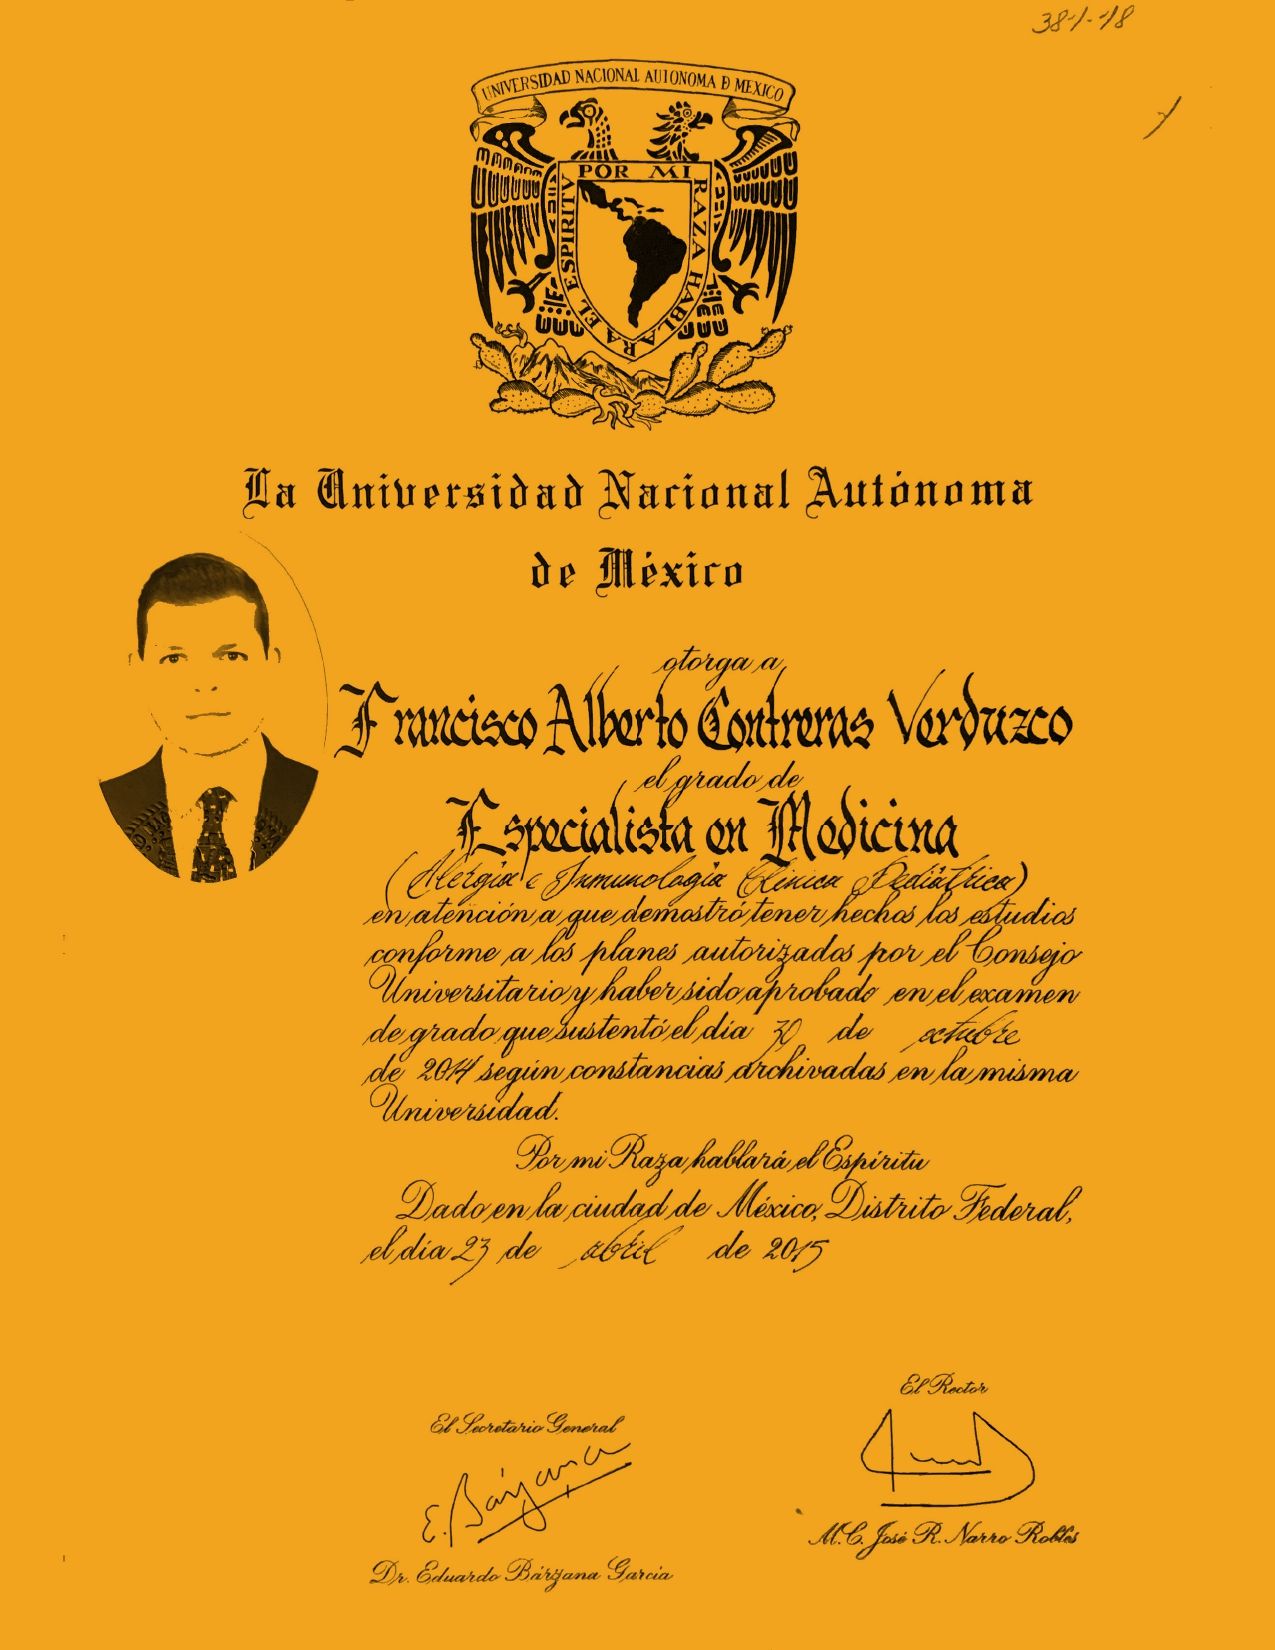 38-1-18
UNIVERSIDAD NACIONAL AUTONOMA D MEXICO
POR MI RAZA HABLARA EL ESPIRITU
La Universidad Nacional Autónoma
de México
otorga a
Francisco Alberto Contreras Verduzco
el grado de
Especialista en Medicina
(Alergia e Inmunología Clínica Pediátrica)
en atención a que demostró tener hechos los estudios
conforme a los planes autorizados por el Consejo
Universitario y haber sido aprobado en el examen
de grado que sustentó el día 30 de octubre
de 2014 según constancias archivadas en la misma
Universidad.
Por mi Raza hablará el Espíritu
Dado en la ciudad de México, Distrito Federal,
el día 23 de abril de 2015
El Rector
El Secretario General
E. Bárzana
M.C. José R. Narro Robles
Dr. Eduardo Bárzana García